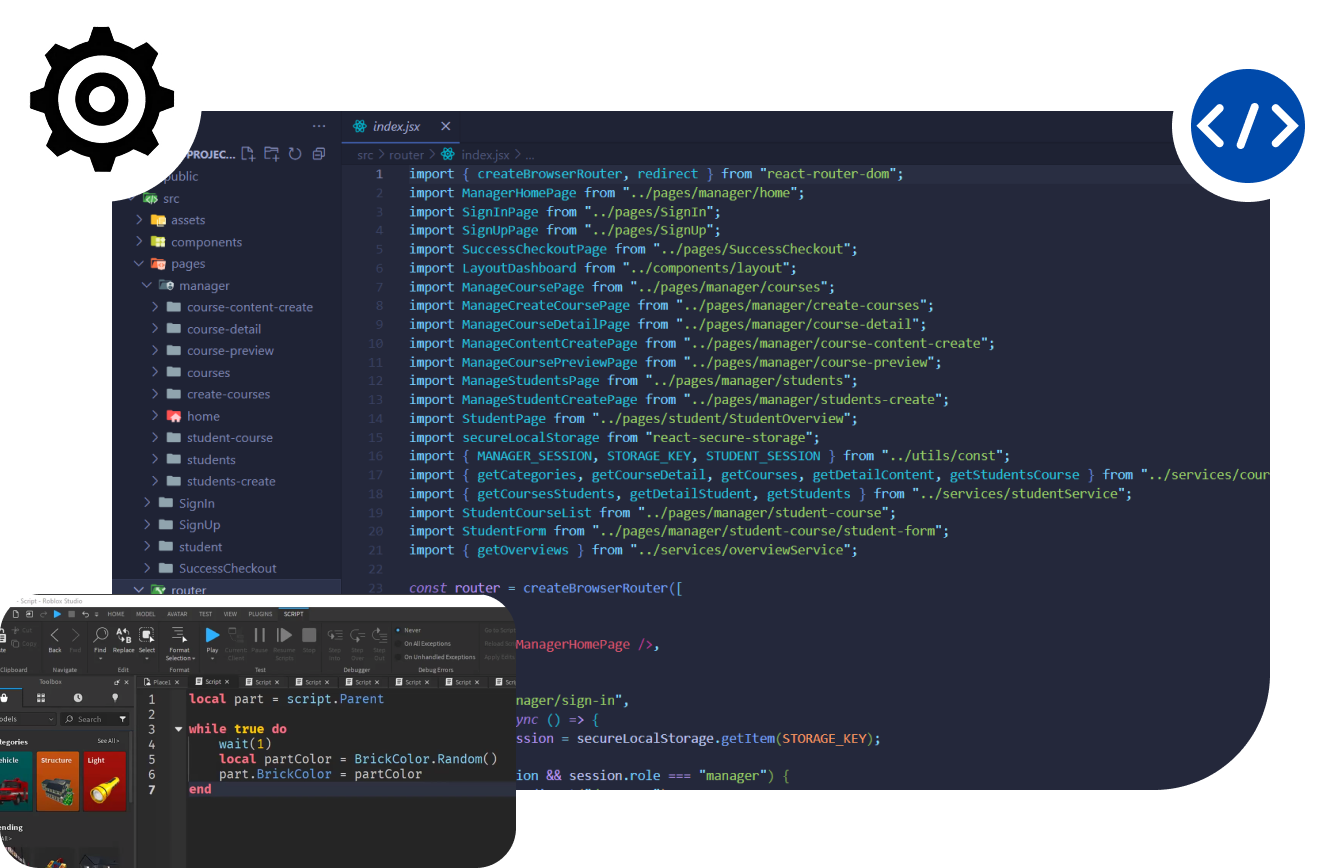 index.jsx
PROJEC...
src > router > index.jsx > ...
public
src
assets
components
pages
manager
course-content-create
course-detail
course-preview
courses
create-courses
home
student-course
students
students-create
SignIn
SignUp
student
SuccessCheckout
router
1 import { createBrowserRouter, redirect } from "react-router-dom";
2 import ManagerHomePage from "../pages/manager/home";
3 import SignInPage from "../pages/SignIn";
4 import SignUpPage from "../pages/SignUp";
5 import SuccessCheckoutPage from "../pages/SuccessCheckout";
6 import LayoutDashboard from "../components/layout";
7 import ManageCoursePage from "../pages/manager/courses";
8 import ManageCreateCoursePage from "../pages/manager/create-courses";
9 import ManageCourseDetailPage from "../pages/manager/course-detail";
10 import ManageContentCreatePage from "../pages/manager/course-content-create";
11 import ManageCoursePreviewPage from "../pages/manager/course-preview";
12 import ManageStudentsPage from "../pages/manager/students";
13 import ManageStudentCreatePage from "../pages/manager/students-create";
14 import StudentPage from "../pages/student/StudentOverview";
15 import secureLocalStorage from "react-secure-storage";
16 import { MANAGER_SESSION, STORAGE_KEY, STUDENT_SESSION } from "../utils/const";
17 import { getCategories, getCourseDetail, getCourses, getDetailContent, getStudentsCourse } from "../services/cour
18 import { getCoursesStudents, getDetailStudent, getStudents } from "../services/studentService";
19 import StudentCourseList from "../pages/manager/student-course";
20 import StudentForm from "../pages/manager/student-course/student-form";
21 import { getOverviews } from "../services/overviewService";
22
23 const router = createBrowserRouter([
ManagerHomePage />,
nager/sign-in",
ync () => {
ssion = secureLocalStorage.getItem(STORAGE_KEY);
ion && session.role === "manager") {
- Script - Roblox Studio
HOME MODEL AVATAR TEST VIEW PLUGINS SCRIPT
Cut
Copy
Back Find
Find Replace Select
Format Selection
Play
Current: Client
Pause
Resume Scripts
Stop
Step Into
Step Over
Step Out
Never
On All Exceptions
On Unhandled Exceptions
Go to Script
Clipboard Navigate Edit Format Test Debugger Debug Errors
Toolbox
Place1 Script Script Script Script Script Script Scr
odels
Search
tegories See All >
ehicle Structure Light
ending
All >
1 local part = script.Parent
2
3 while true do
4 wait(1)
5 local partColor = BrickColor.Random()
6 part.BrickColor = partColor
7 end